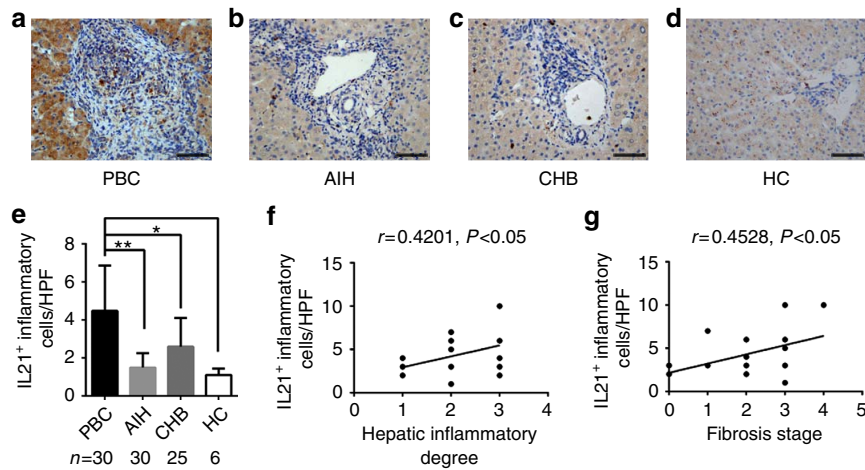 a
b
c
d
PBC
AIH
CHB
HC
e
IL21⁺ inflammatory
cells/HPF
8
6
4
2
0
**
*
PBC
AIH
CHB
HC
n=30 30 25 6
f
r=0.4201, P<0.05
IL21⁺ inflammatory
cells/HPF
15
10
5
0
0 1 2 3 4
Hepatic inflammatory
degree
g
r=0.4528, P<0.05
IL21⁺ inflammatory
cells/HPF
15
10
5
0
0 1 2 3 4 5
Fibrosis stage